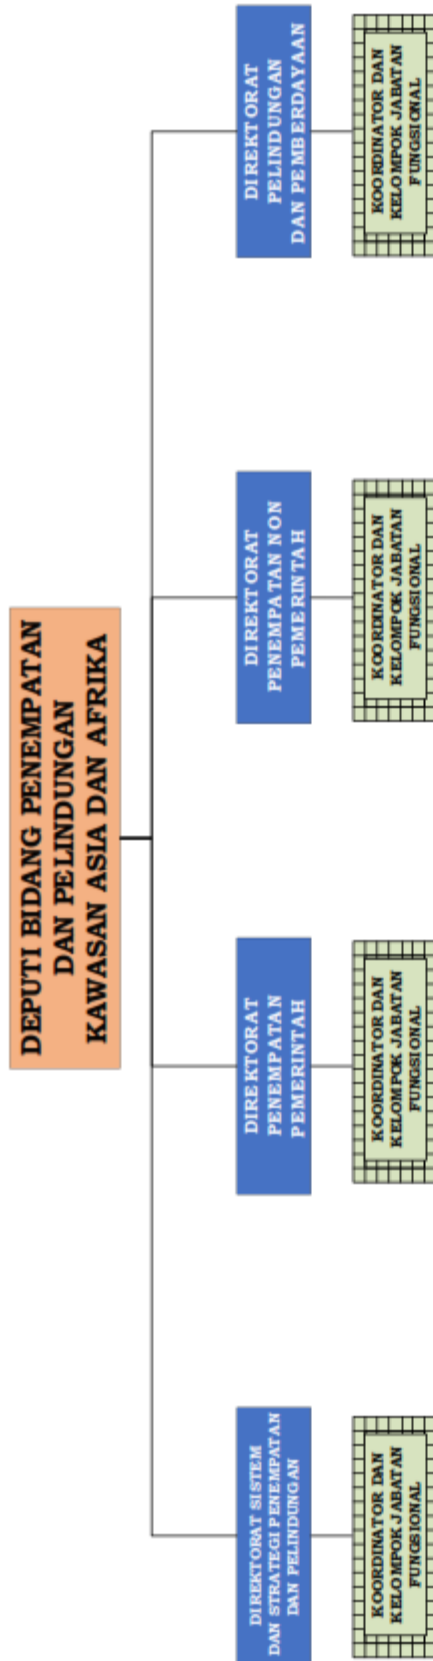 DEPUTI BIDANG PENEMPATAN
DAN PELINDUNGAN
KAWASAN ASIA DAN AFRIKA
DIREKTORAT SISTEM
DAN STRATEGI PENEMPATAN
DAN PELINDUNGAN
DIREKTORAT
PENEMPATAN
PEMERINTAH
DIREKTORAT
PENEMPATAN NON
PEMERINTAH
DIREKTORAT
PELINDUNGAN
DAN PEMBERDAYAAN
KOORDINATOR DAN
KELOMPOK JABATAN
FUNGSIONAL
KOORDINATOR DAN
KELOMPOK JABATAN
FUNGSIONAL
KOORDINATOR DAN
KELOMPOK JABATAN
FUNGSIONAL
KOORDINATOR DAN
KELOMPOK JABATAN
FUNGSIONAL